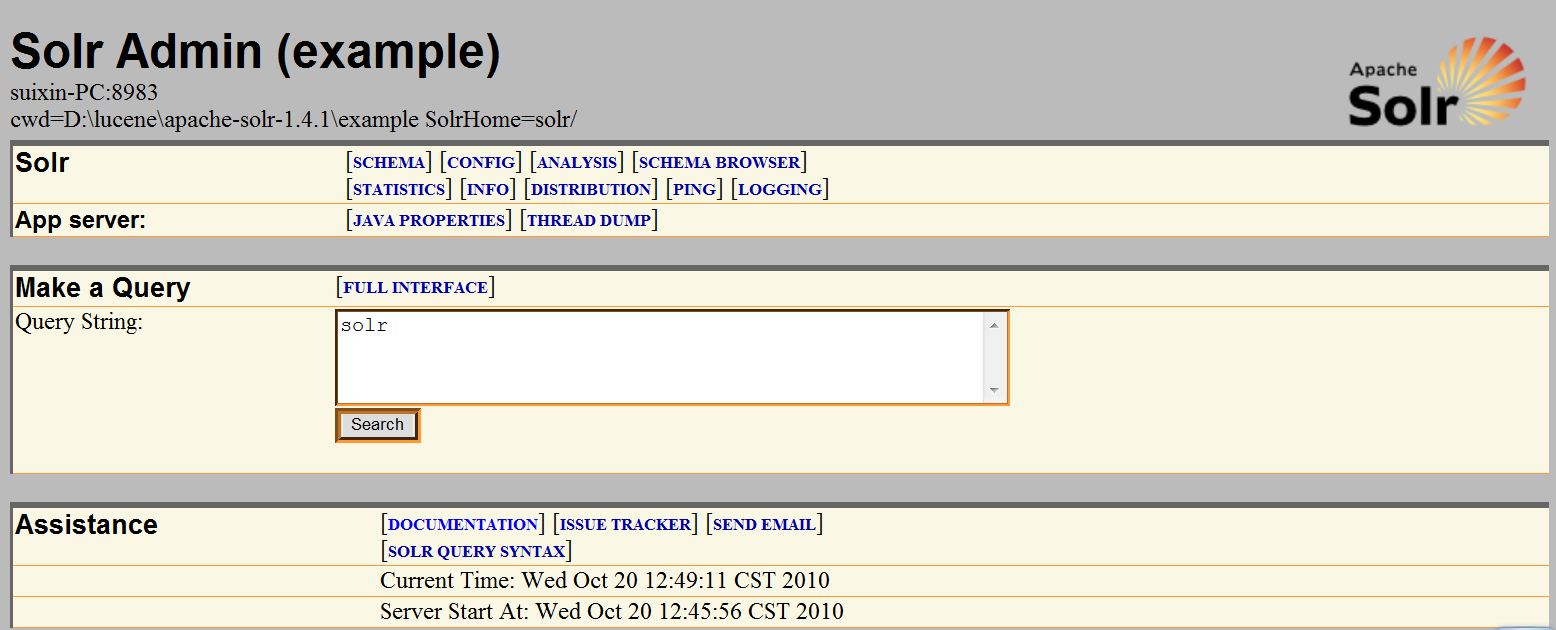 Solr Admin (example)
suixin-PC:8983
cwd=D:\lucene\apache-solr-1.4.1\example SolrHome=solr/
Apache
Solr
Solr [SCHEMA] [CONFIG] [ANALYSIS] [SCHEMA BROWSER]
[STATISTICS] [INFO] [DISTRIBUTION] [PING] [LOGGING]
App server: [JAVA PROPERTIES] [THREAD DUMP]
Make a Query [FULL INTERFACE]
Query String: solr
Search
Assistance [DOCUMENTATION] [ISSUE TRACKER] [SEND EMAIL]
[SOLR QUERY SYNTAX]
Current Time: Wed Oct 20 12:49:11 CST 2010
Server Start At: Wed Oct 20 12:45:56 CST 2010